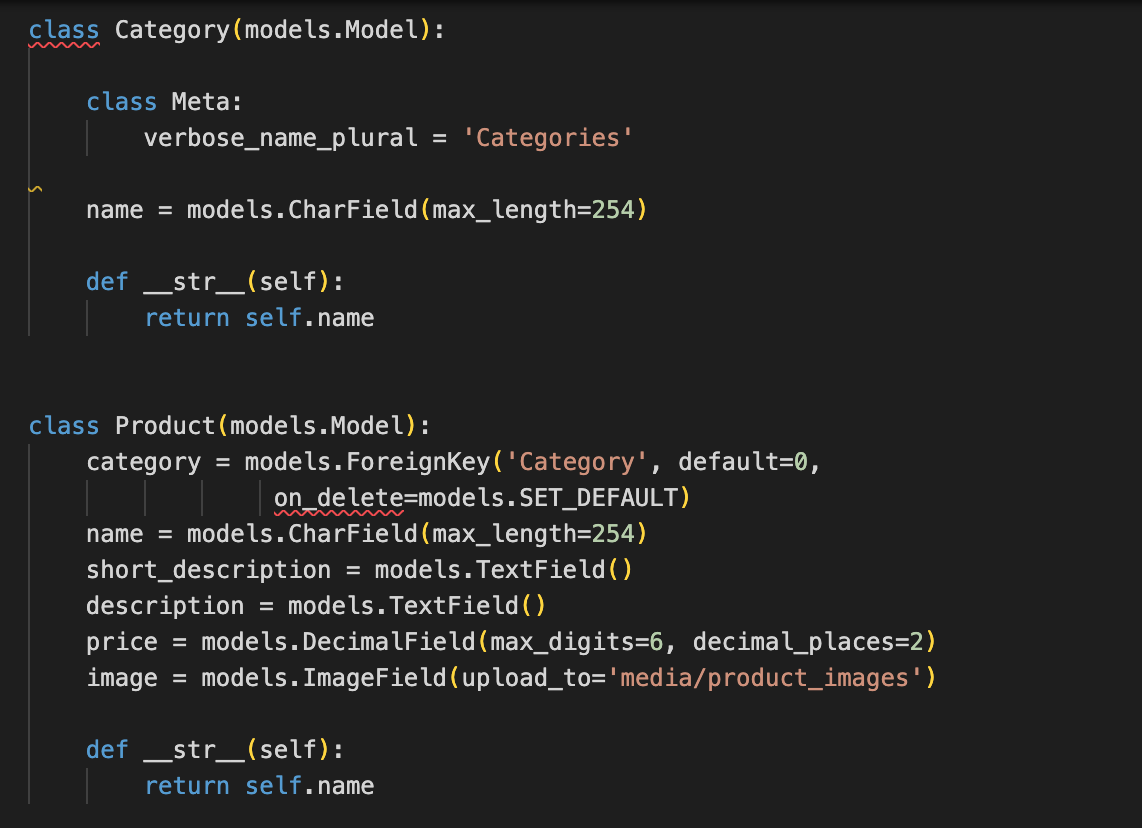 class Category(models.Model):
    class Meta:
        verbose_name_plural = 'Categories'
    name = models.CharField(max_length=254)
    def __str__(self):
        return self.name
class Product(models.Model):
    category = models.ForeignKey('Category', default=0,
                 on_delete=models.SET_DEFAULT)
    name = models.CharField(max_length=254)
    short_description = models.TextField()
    description = models.TextField()
    price = models.DecimalField(max_digits=6, decimal_places=2)
    image = models.ImageField(upload_to='media/product_images')
    def __str__(self):
        return self.name